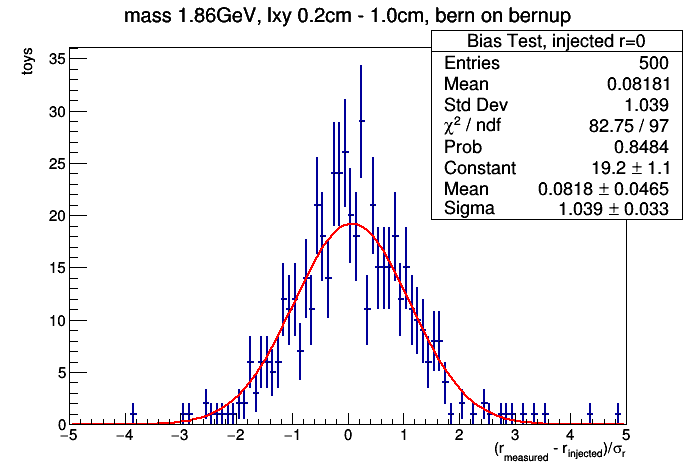 mass 1.86GeV, lxy 0.2cm - 1.0cm, bern on bernup
toys
Bias Test, injected r=0
Entries 500
Mean 0.08181
Std Dev 1.039
χ² / ndf 82.75 / 97
Prob 0.8484
Constant 19.2 ± 1.1
Mean 0.0818 ± 0.0465
Sigma 1.039 ± 0.033
35
30
25
20
15
10
5
0
−5 −4 −3 −2 −1 0 1 2 3 4 5
(r_measured - r_injected)/σ_r